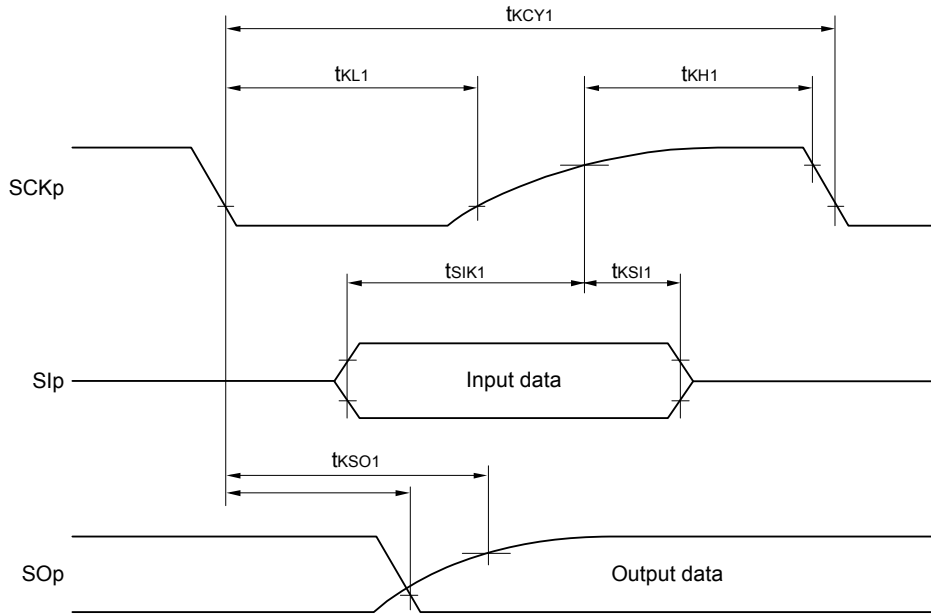 tKCY1
tKL1
tKH1
SCKp
tSIK1
tKSI1
SIp
Input data
tKSO1
SOp
Output data